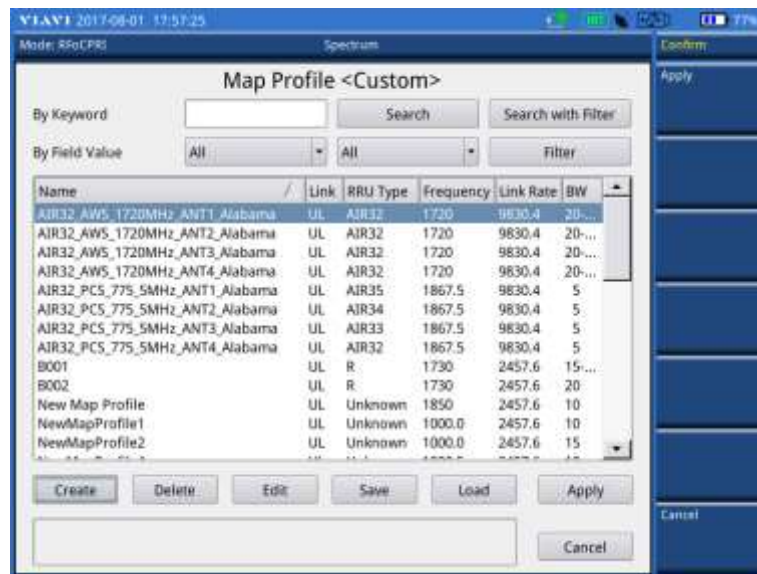 VIAVI 2017-08-01 17:57:25
77%
Mode: RFoCPRI Spectrum Confirm
Map Profile <Custom>
Apply
By Keyword Search Search with Filter
By Field Value All All Filter
Name / Link RRU Type Frequency Link Rate BW
AIR32_AWS_1720MHz_ANT1_Alabama UL AIR32 1720 9830.4 20-...
AIR32_AWS_1720MHz_ANT2_Alabama UL AIR32 1720 9830.4 20-...
AIR32_AWS_1720MHz_ANT3_Alabama UL AIR32 1720 9830.4 20-...
AIR32_AWS_1720MHz_ANT4_Alabama UL AIR32 1720 9830.4 20-...
AIR32_PCS_775_5MHz_ANT1_Alabama UL AIR35 1867.5 9830.4 5
AIR32_PCS_775_5MHz_ANT2_Alabama UL AIR34 1867.5 9830.4 5
AIR32_PCS_775_5MHz_ANT3_Alabama UL AIR33 1867.5 9830.4 5
AIR32_PCS_775_5MHz_ANT4_Alabama UL AIR32 1867.5 9830.4 5
B001 UL R 1730 2457.6 15-...
B002 UL R 1730 2457.6 20
New Map Profile UL Unknown 1850 2457.6 10
NewMapProfile1 UL Unknown 1000.0 2457.6 10
NewMapProfile2 UL Unknown 1000.0 2457.6 15
Create Delete Edit Save Load Apply
Cancel
Cancel